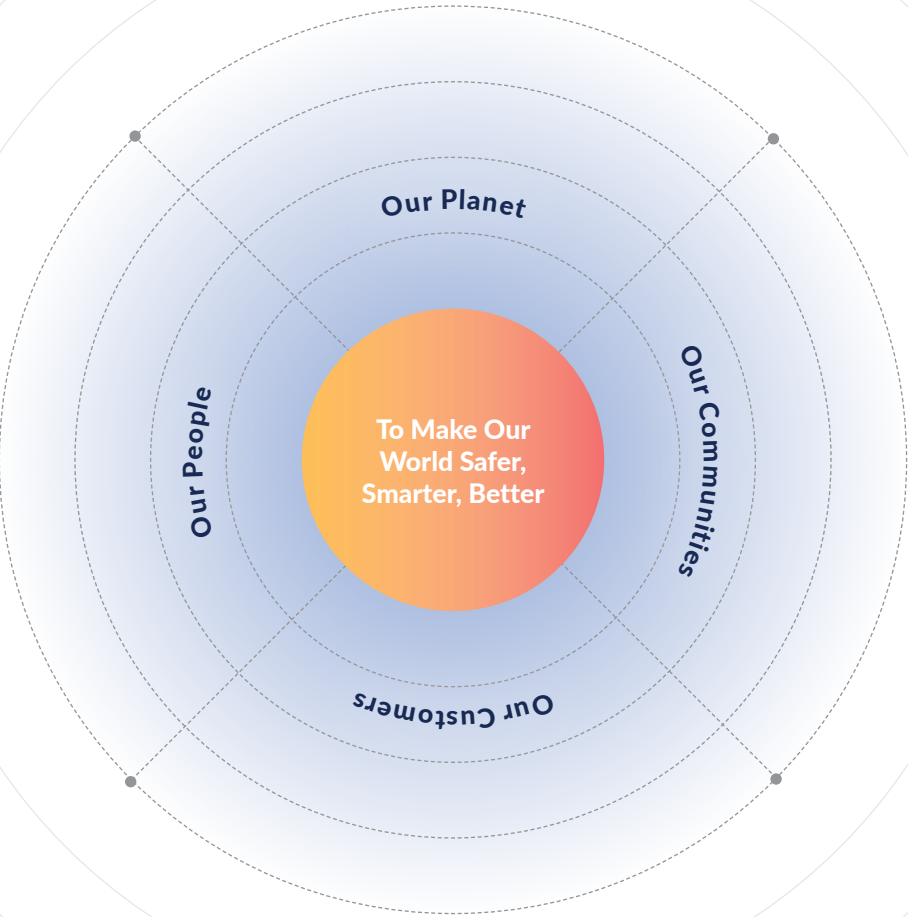 Our Planet
Our Communities
Our People
To Make Our
World Safer,
Smarter, Better
Our Customers